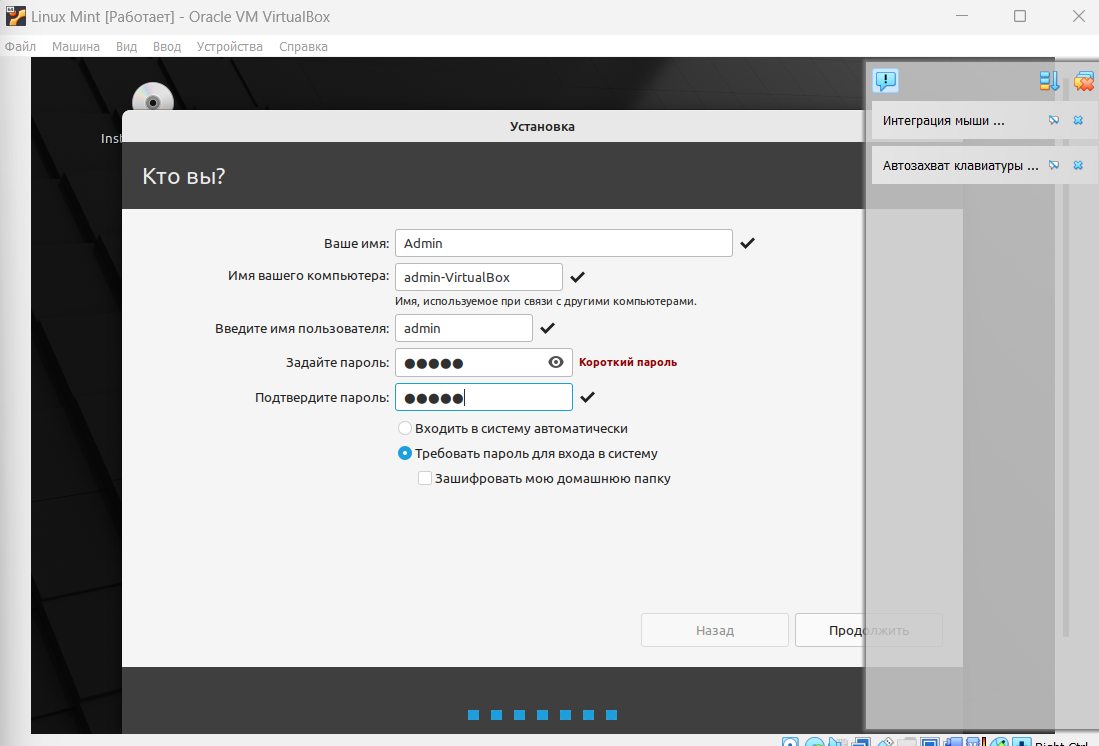 Linux Mint [Работает] - Oracle VM VirtualBox
Файл Машина Вид Ввод Устройства Справка
Интеграция мыши ...
Автозахват клавиатуры ...
Inst
Установка
Кто вы?
Ваше имя: Admin
Имя вашего компьютера: admin-VirtualBox
Имя, используемое при связи с другими компьютерами.
Введите имя пользователя: admin
Задайте пароль: ●●●●● Короткий пароль
Подтвердите пароль: ●●●●●
Входить в систему автоматически
Требовать пароль для входа в систему
Зашифровать мою домашнюю папку
Назад Продолжить
Right Ctrl